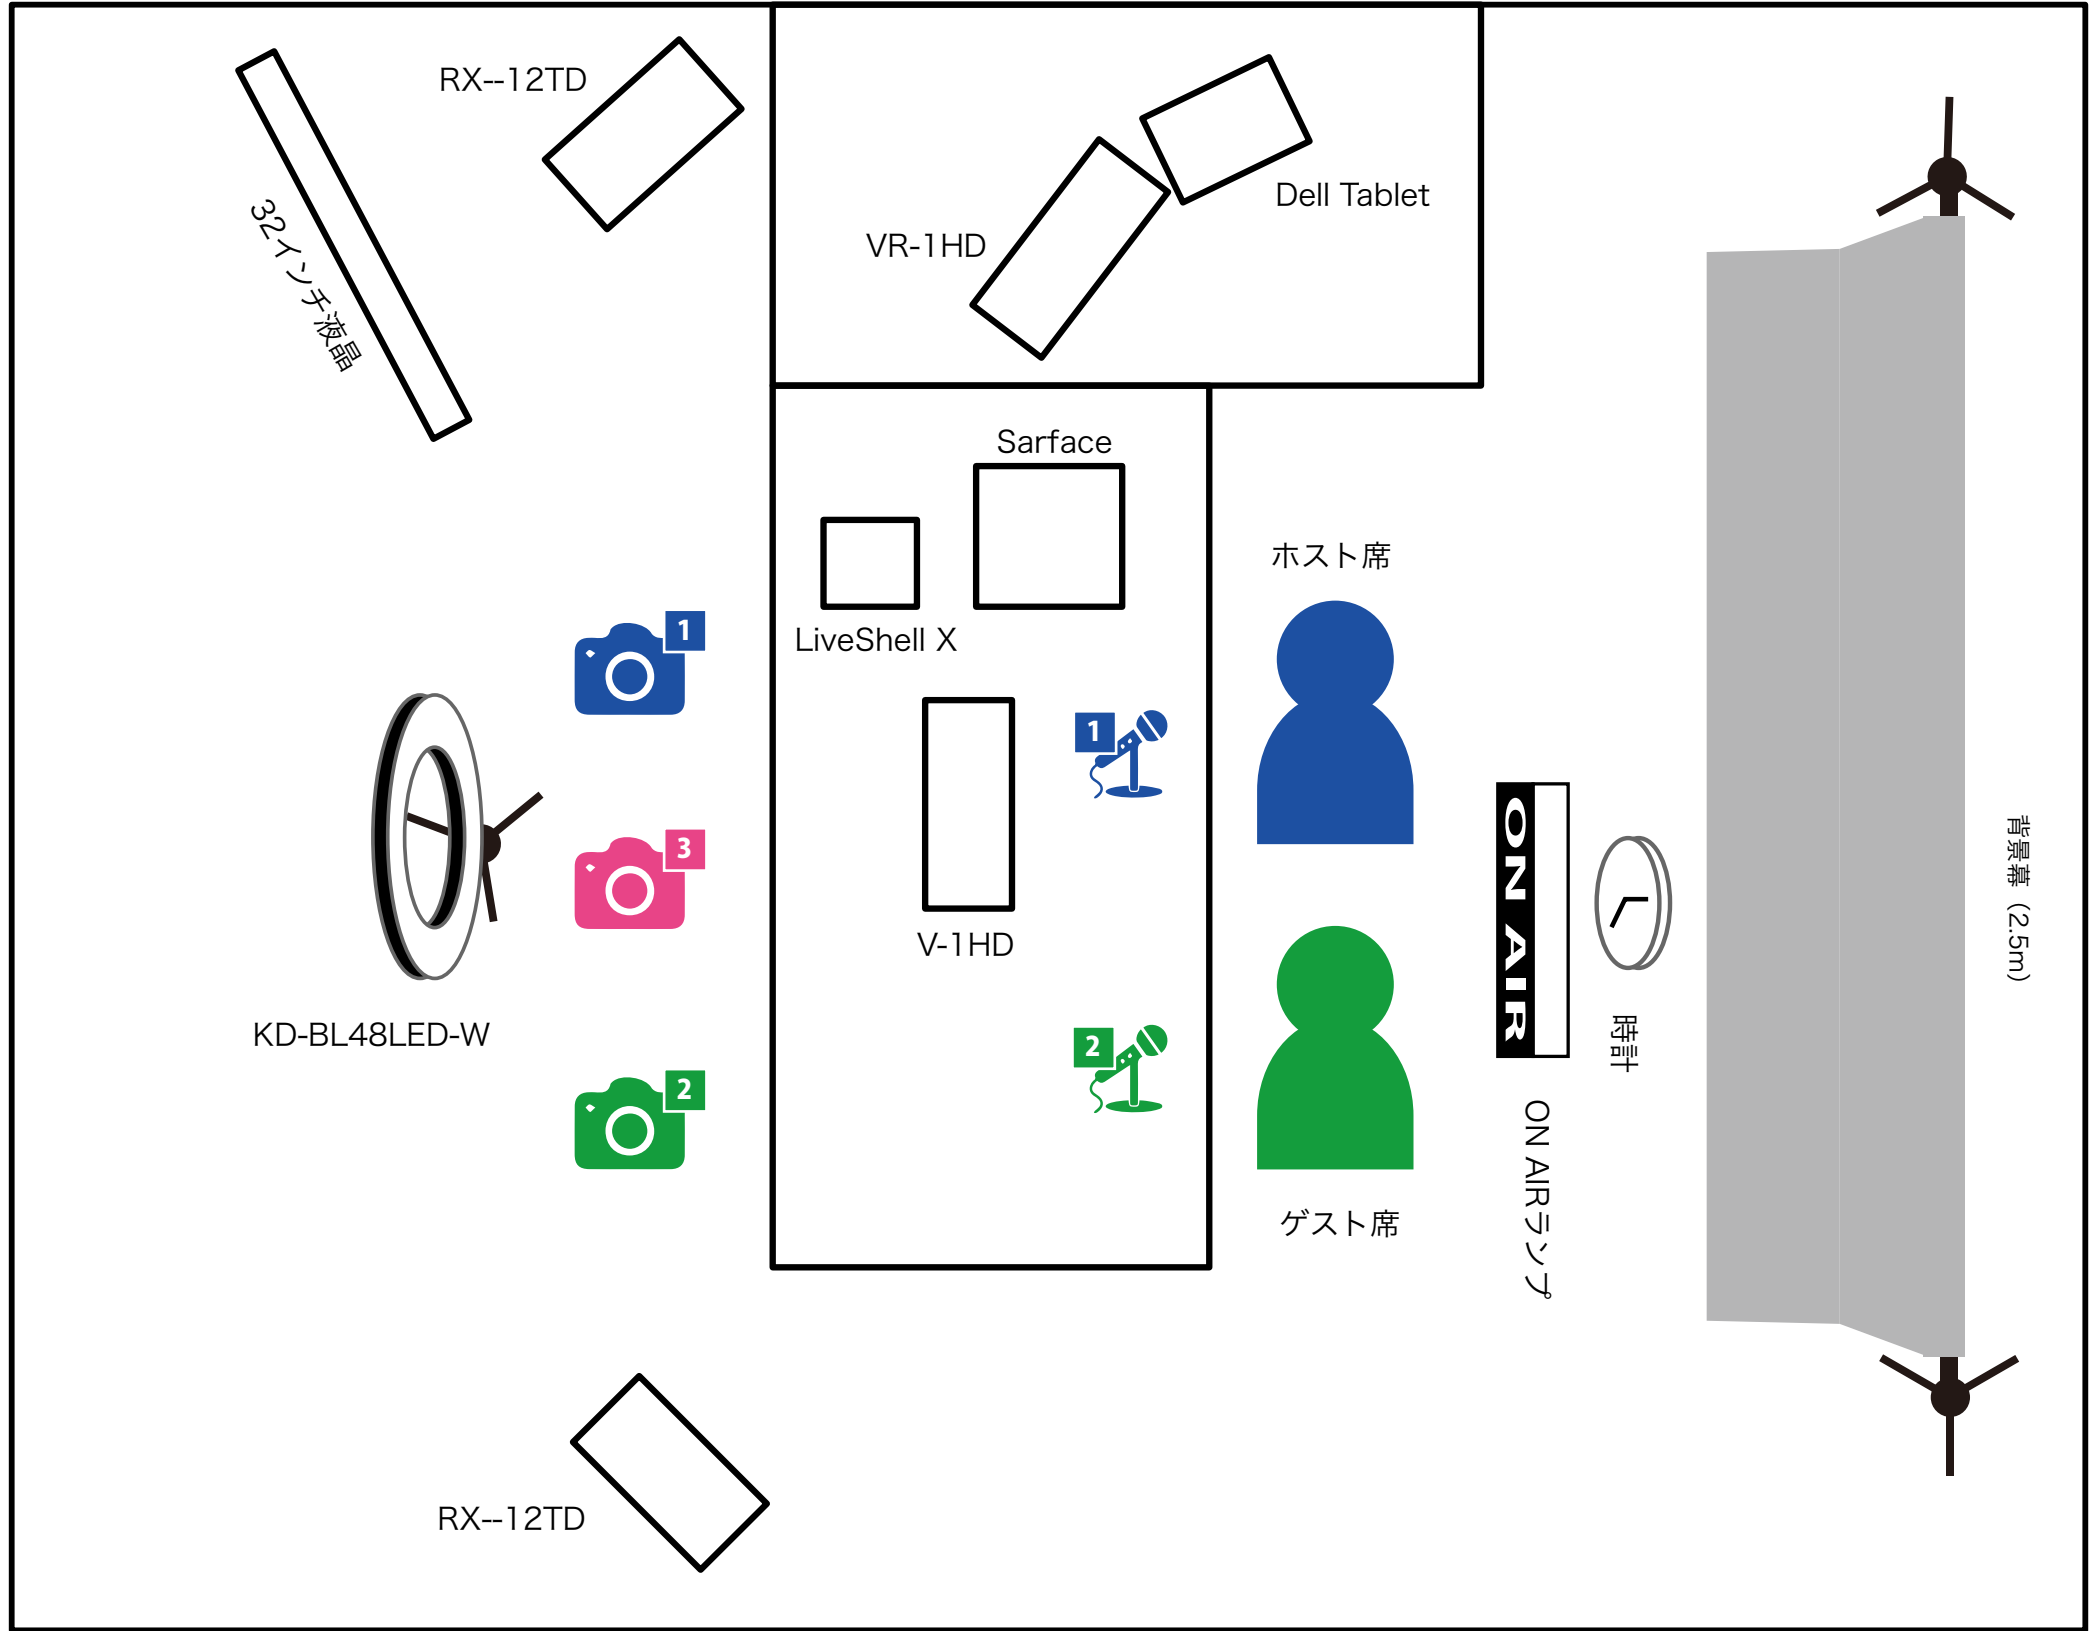 RX--12TD
32インチ液晶
Dell Tablet
VR-1HD
Sarface
LiveShell X
ホスト席
1
1
3
V-1HD
KD-BL48LED-W
2
2
ゲスト席
ON AIR
時計
ON AIRランプ
背景幕（2.5m）
RX--12TD